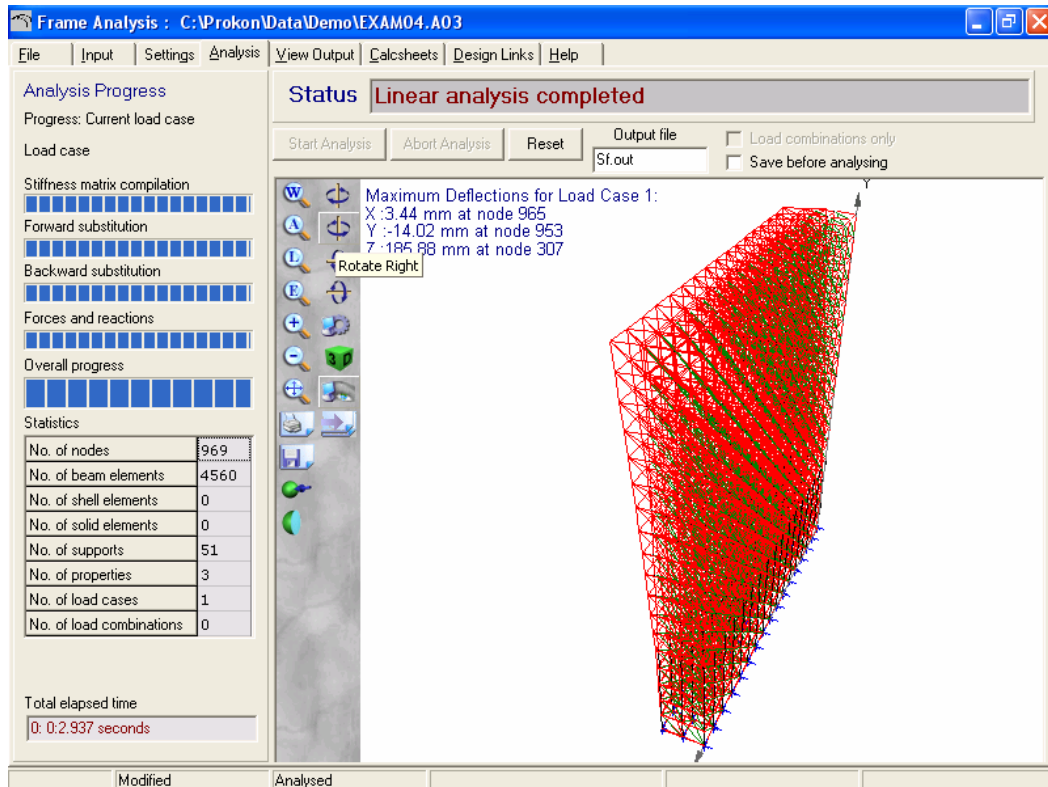 Frame Analysis : C:\Prokon\Data\Demo\EXAM04.A03
File Input Settings Analysis View Output Calcsheets Design Links Help
Analysis Progress
Progress: Current load case
Load case
Stiffness matrix compilation
Forward substitution
Backward substitution
Forces and reactions
Overall progress
Statistics
No. of nodes 969
No. of beam elements 4560
No. of shell elements 0
No. of solid elements 0
No. of supports 51
No. of properties 3
No. of load cases 1
No. of load combinations 0
Total elapsed time
0: 0:2.937 seconds
Status Linear analysis completed
Start Analysis Abort Analysis Reset
Output file
Sf.out
Load combinations only
Save before analysing
W
A
L
E
3 D
Maximum Deflections for Load Case 1:
X :3.44 mm at node 965
Y :-14.02 mm at node 953
Z :185.88 mm at node 307
Rotate Right
Y
Modified Analysed